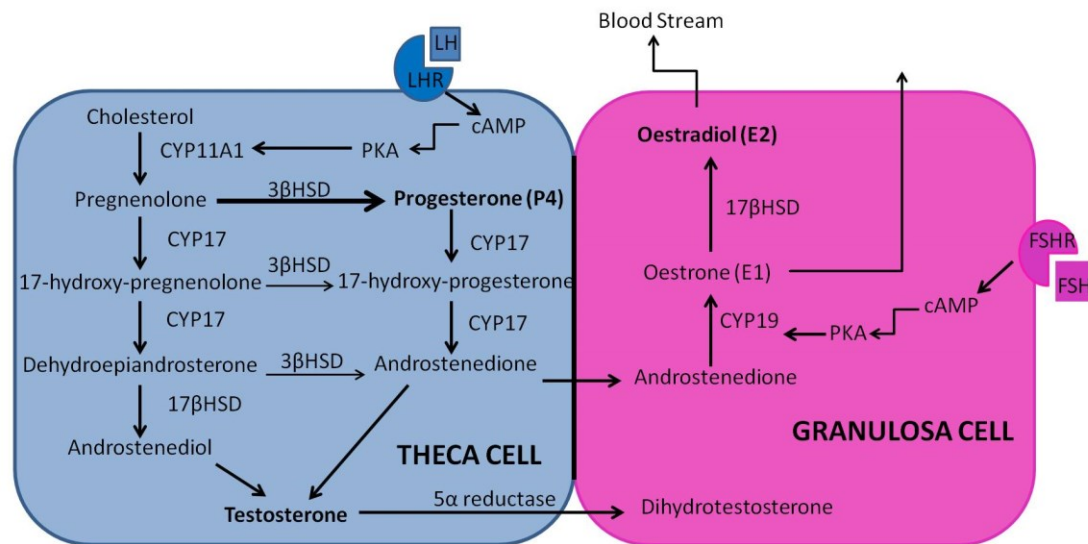 Blood Stream
LH
LHR
Cholesterol
cAMP
CYP11A1
PKA
Pregnenolone
3βHSD
Progesterone (P4)
CYP17
CYP17
17-hydroxy-pregnenolone
3βHSD
17-hydroxy-progesterone
CYP17
CYP17
Dehydroepiandrosterone
3βHSD
Androstenedione
17βHSD
Androstenediol
THECA CELL
Testosterone
5α reductase
Oestradiol (E2)
17βHSD
Oestrone (E1)
FSHR
FSH
cAMP
CYP19
PKA
Androstenedione
GRANULOSA CELL
Dihydrotestosterone